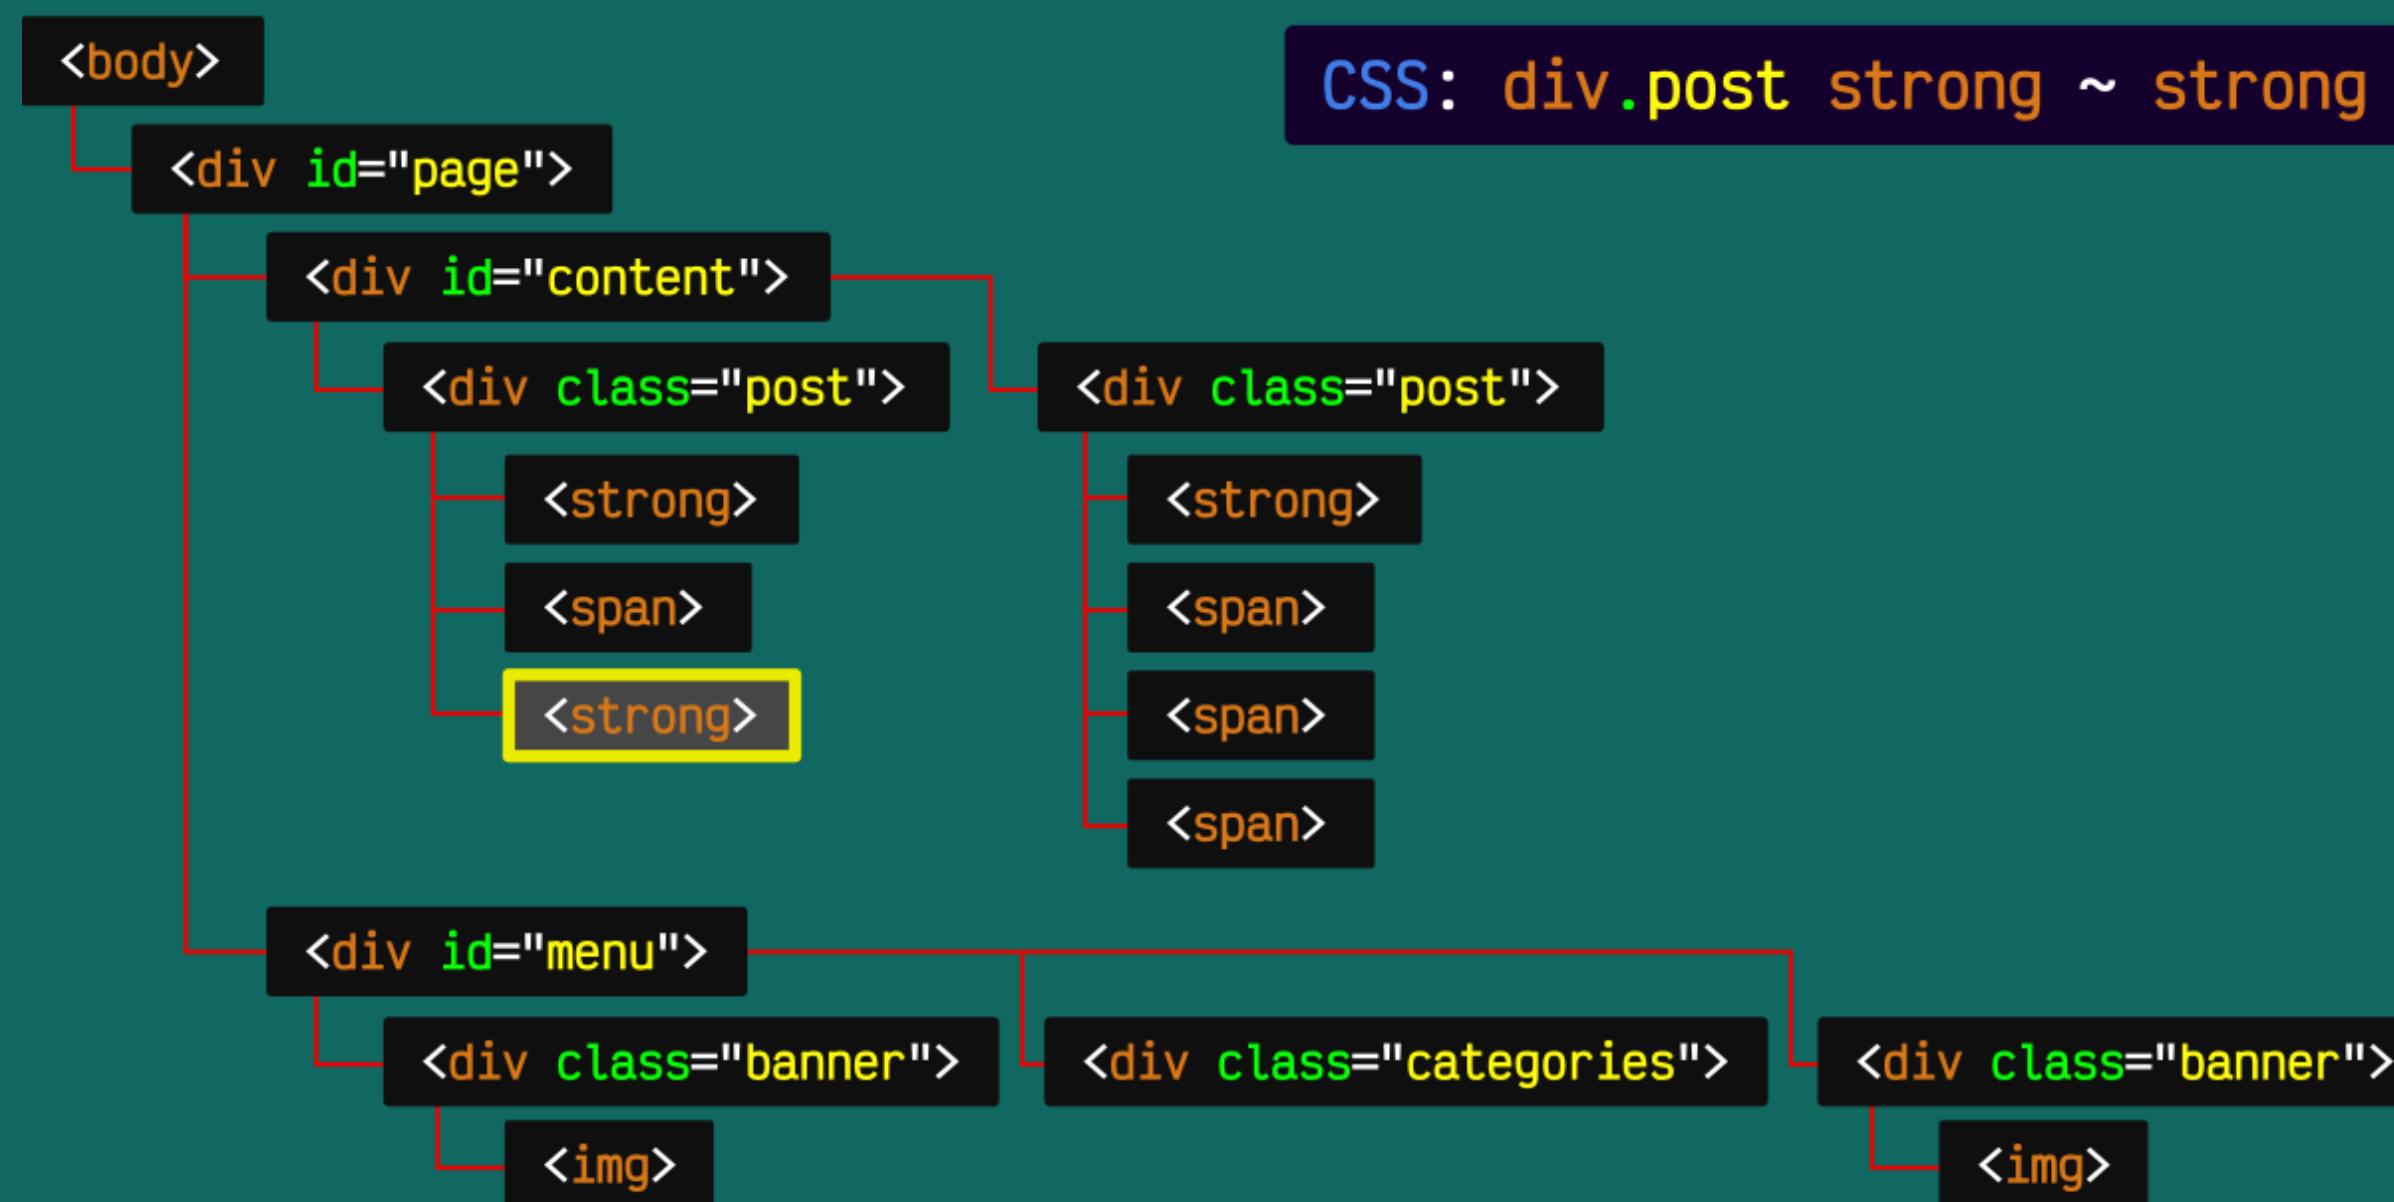 <body>
CSS: div.post strong ~ strong
<div id="page">
<div id="content">
<div class="post">
<strong>
<span>
<strong>
<div class="post">
<strong>
<span>
<span>
<span>
<div id="menu">
<div class="banner">
<img>
<div class="categories">
<div class="banner">
<img>